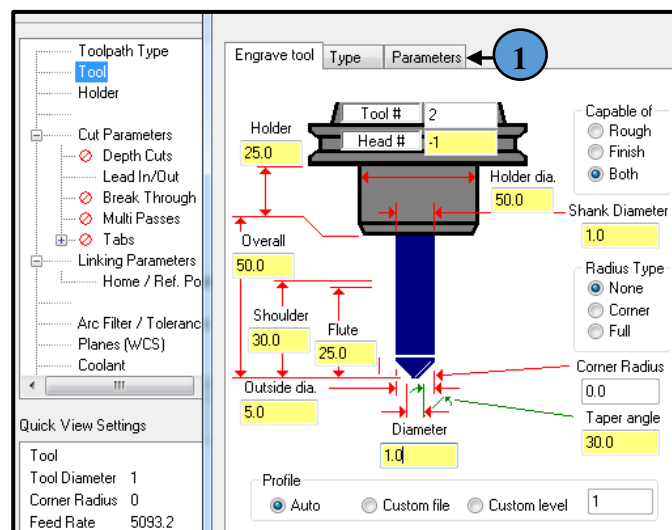 Toolpath Type
Tool
Holder
Cut Parameters
Depth Cuts
Lead In/Out
Break Through
Multi Passes
Tabs
Linking Parameters
Home / Ref. Po
Arc Filter / Toleranc
Planes (WCS)
Coolant
Quick View Settings
Tool
Tool Diameter 1
Corner Radius 0
Feed Rate 5093.2
Engrave tool Type Parameters 1
Tool # 2
Head # -1
Holder
25.0
Holder dia.
50.0
Overall
50.0
Shoulder
30.0
Flute
25.0
Outside dia.
5.0
Diameter
1.0
Capable of
Rough
Finish
Both
Shank Diameter
1.0
Radius Type
None
Corner
Full
Corner Radius
0.0
Taper angle
30.0
Profile
Auto Custom file Custom level 1